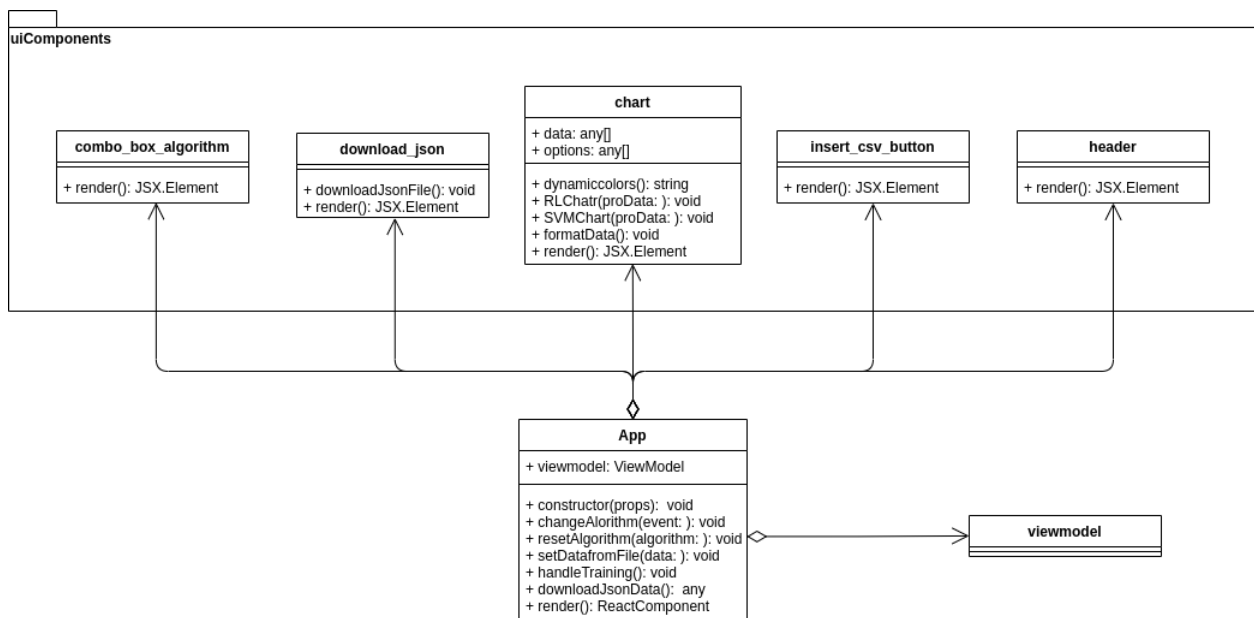 uiComponents
combo_box_algorithm
+ render(): JSX.Element
download_json
+ downloadJsonFile(): void
+ render(): JSX.Element
chart
+ data: any[]
+ options: any[]
+ dynamiccolors(): string
+ RLChatr(proData: ): void
+ SVMChart(proData: ): void
+ formatData(): void
+ render(): JSX.Element
insert_csv_button
+ render(): JSX.Element
header
+ render(): JSX.Element
App
+ viewmodel: ViewModel
+ constructor(props): void
+ changeAlorithm(event: ): void
+ resetAlgorithm(algorithm: ): void
+ setDatafromFile(data: ): void
+ handleTraining(): void
+ downloadJsonData(): any
+ render(): ReactComponent
viewmodel